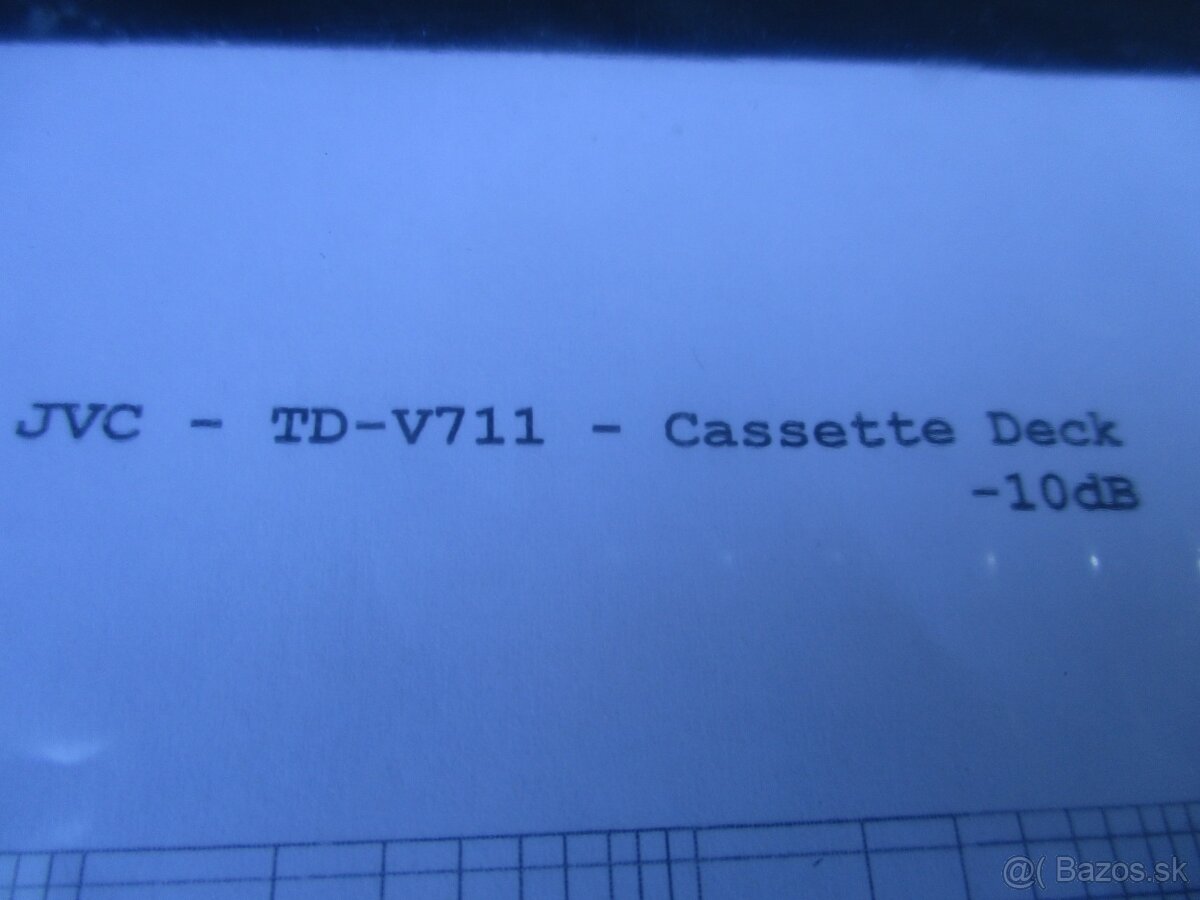 JVC - TD-V711 - Cassette Deck
-10dB
@( Bazos.sk